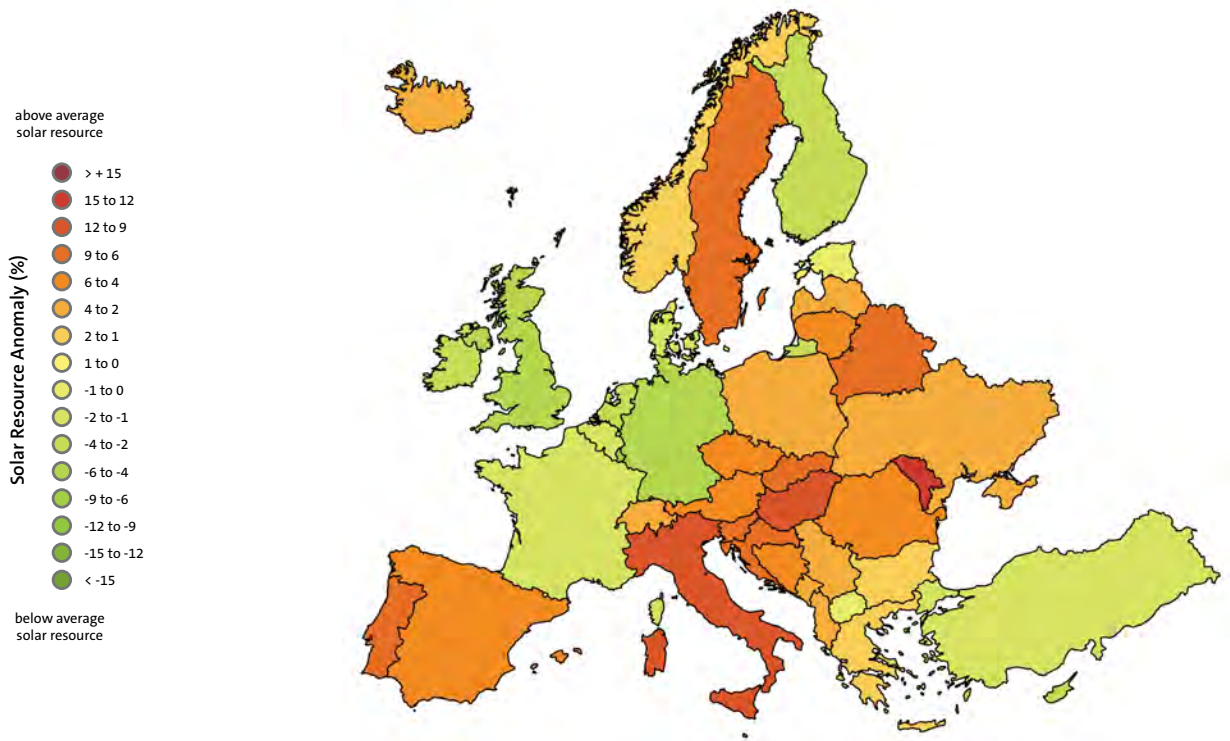 above average
solar resource
Solar Resource Anomaly (%)
> + 15
15 to 12
12 to 9
9 to 6
6 to 4
4 to 2
2 to 1
1 to 0
-1 to 0
-2 to -1
-4 to -2
-6 to -4
-9 to -6
-12 to -9
-15 to -12
< -15
below average
solar resource